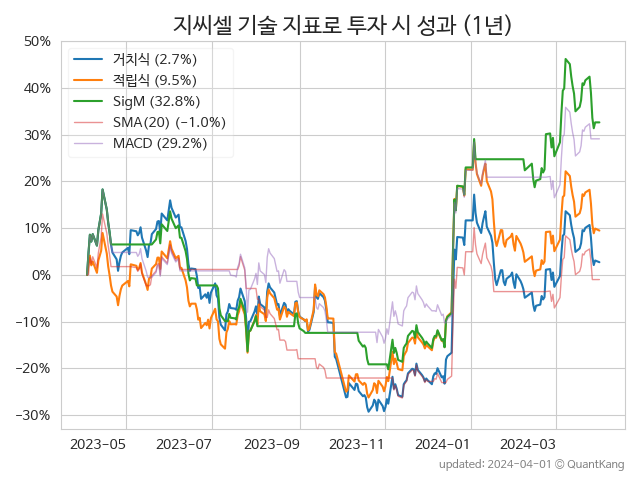 지씨셀 기술 지표로 투자 시 성과 (1년)
50%
40%
30%
20%
10%
0%
−10%
−20%
−30%
거치식 (2.7%)
적립식 (9.5%)
SigM (32.8%)
SMA(20) (−1.0%)
MACD (29.2%)
2023-05 2023-07 2023-09 2023-11 2024-01 2024-03
updated: 2024-04-01 © QuantKang